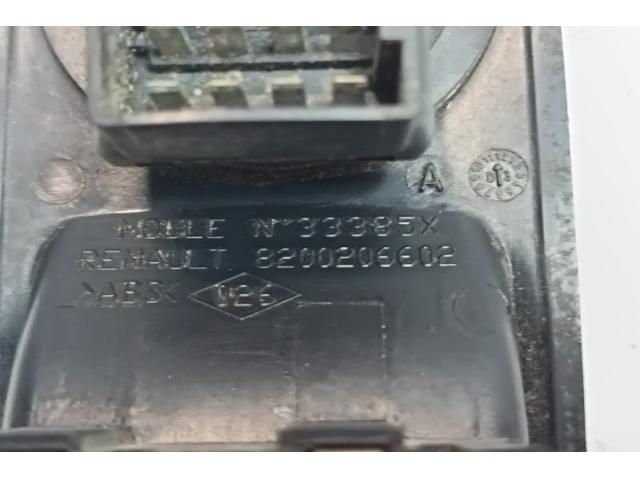 A
MOULE N° 33385X
RENAULT. 8200206602
>ABS<